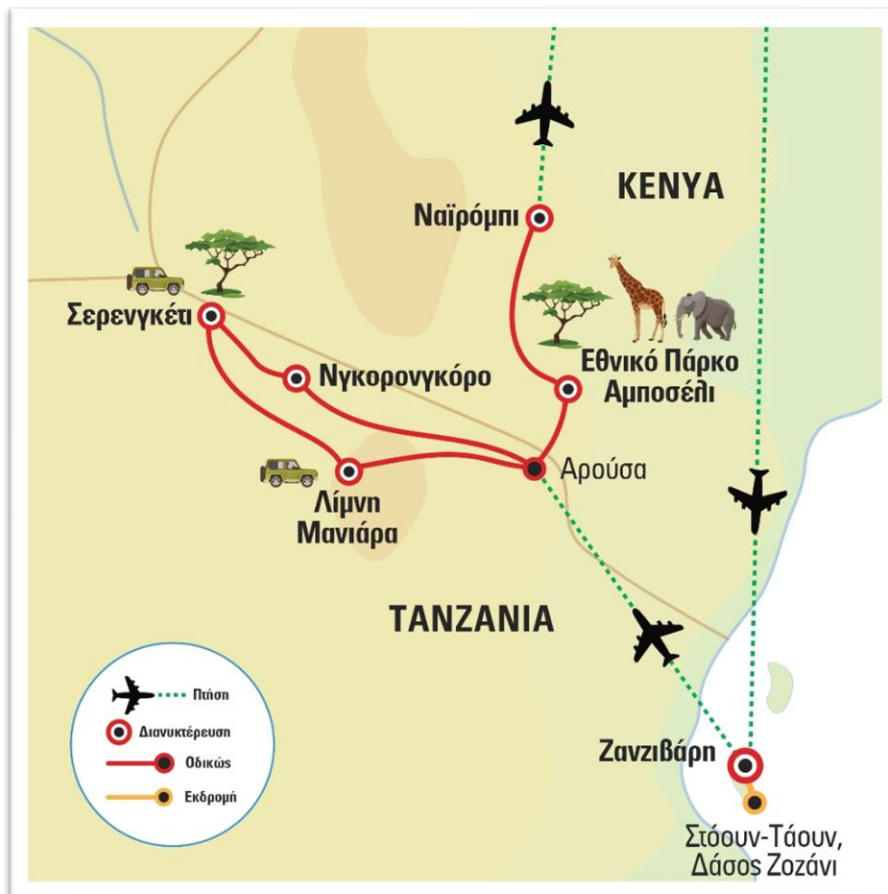 KENYA
Ναϊρόμπι
Σερενγκέτι
Εθνικό Πάρκο
Αμποσέλι
Νγκορονγκόρο
Αρούσα
Λίμνη
Μανιάρα
TANZANIA
Πτήση
Διανυκτέρευση
Οδικώς
Εκδρομή
Ζανζιβάρη
Στόουν-Τάουν,
Δάσος Ζοζάνι